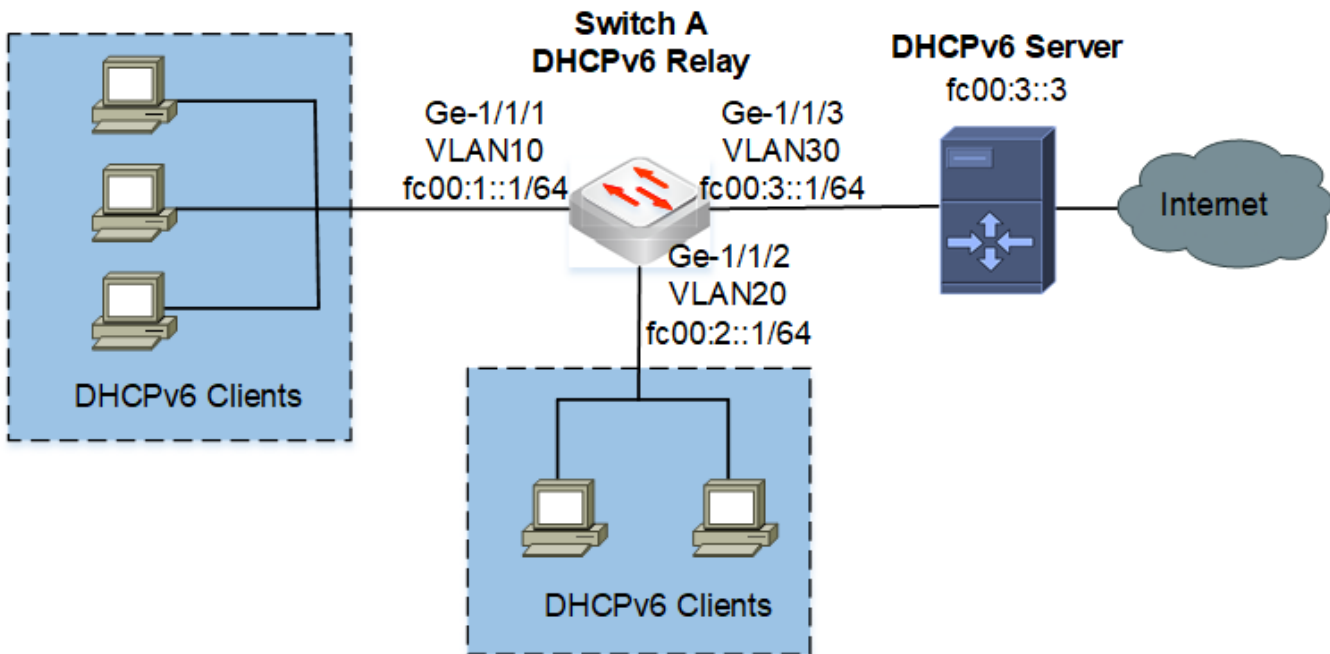 Switch A
DHCPv6 Relay
DHCPv6 Server
fc00:3::3
Ge-1/1/1
VLAN10
fc00:1::1/64
Ge-1/1/3
VLAN30
fc00:3::1/64
Internet
Ge-1/1/2
VLAN20
fc00:2::1/64
DHCPv6 Clients
DHCPv6 Clients